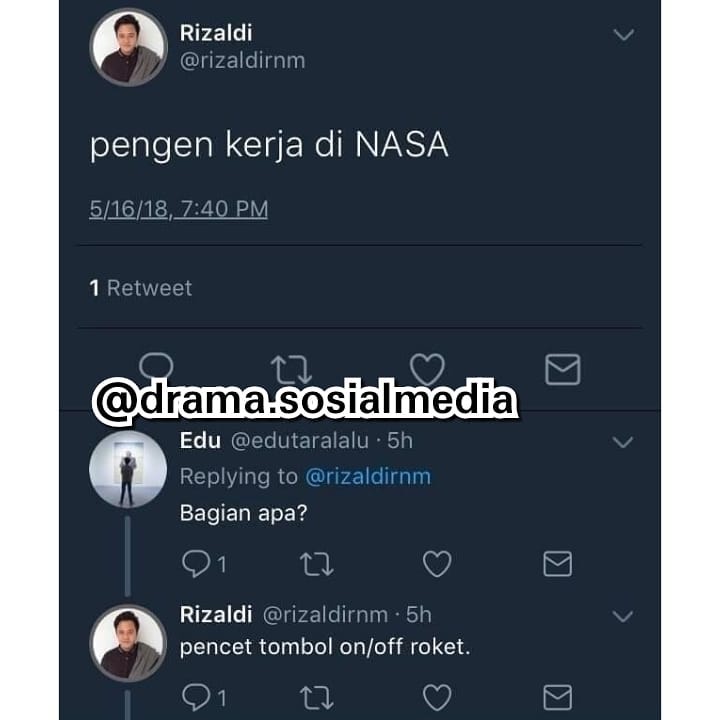 Rizaldi
@rizaldirnm
pengen kerja di NASA
5/16/18, 7:40 PM
1 Retweet
@drama.sosialmedia
Edu @edutaralalu · 5h
Replying to @rizaldirnm
Bagian apa?
1
Rizaldi @rizaldirnm · 5h
pencet tombol on/off roket.
1